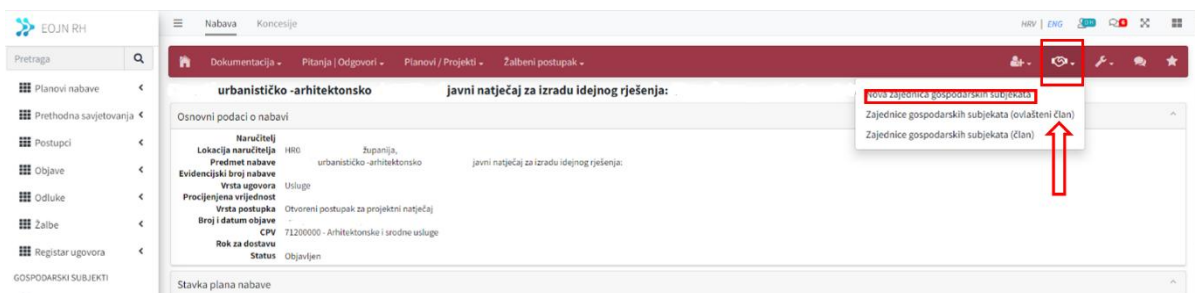 EOJN RH
Nabava Koncesije
HRV | ENG
Pretraga
Dokumentacija Pitanja | Odgovori Planovi / Projekti Žalbeni postupak
Planovi nabave
Prethodna savjetovanja
Postupci
Objave
Odluke
Žalbe
Registar ugovora
GOSPODARSKI SUBJEKTI
urbanističko -arhitektonsko javni natječaj za izradu idejnog rješenja:
Nova zajednica gospodarskih subjekata
Zajednice gospodarskih subjekata (ovlašteni član)
Zajednice gospodarskih subjekata (član)
Osnovni podaci o nabavi
Naručitelj
Lokacija naručitelja HR0 županija,
Predmet nabave urbanističko -arhitektonsko javni natječaj za izradu idejnog rješenja:
Evidencijski broj nabave
Vrsta ugovora Usluge
Procijenjena vrijednost
Vrsta postupka Otvoreni postupak za projektni natječaj
Broj i datum objave -
CPV 71200000 - Arhitektonske i srodne usluge
Rok za dostavu
Status Objavljen
Stavka plana nabave